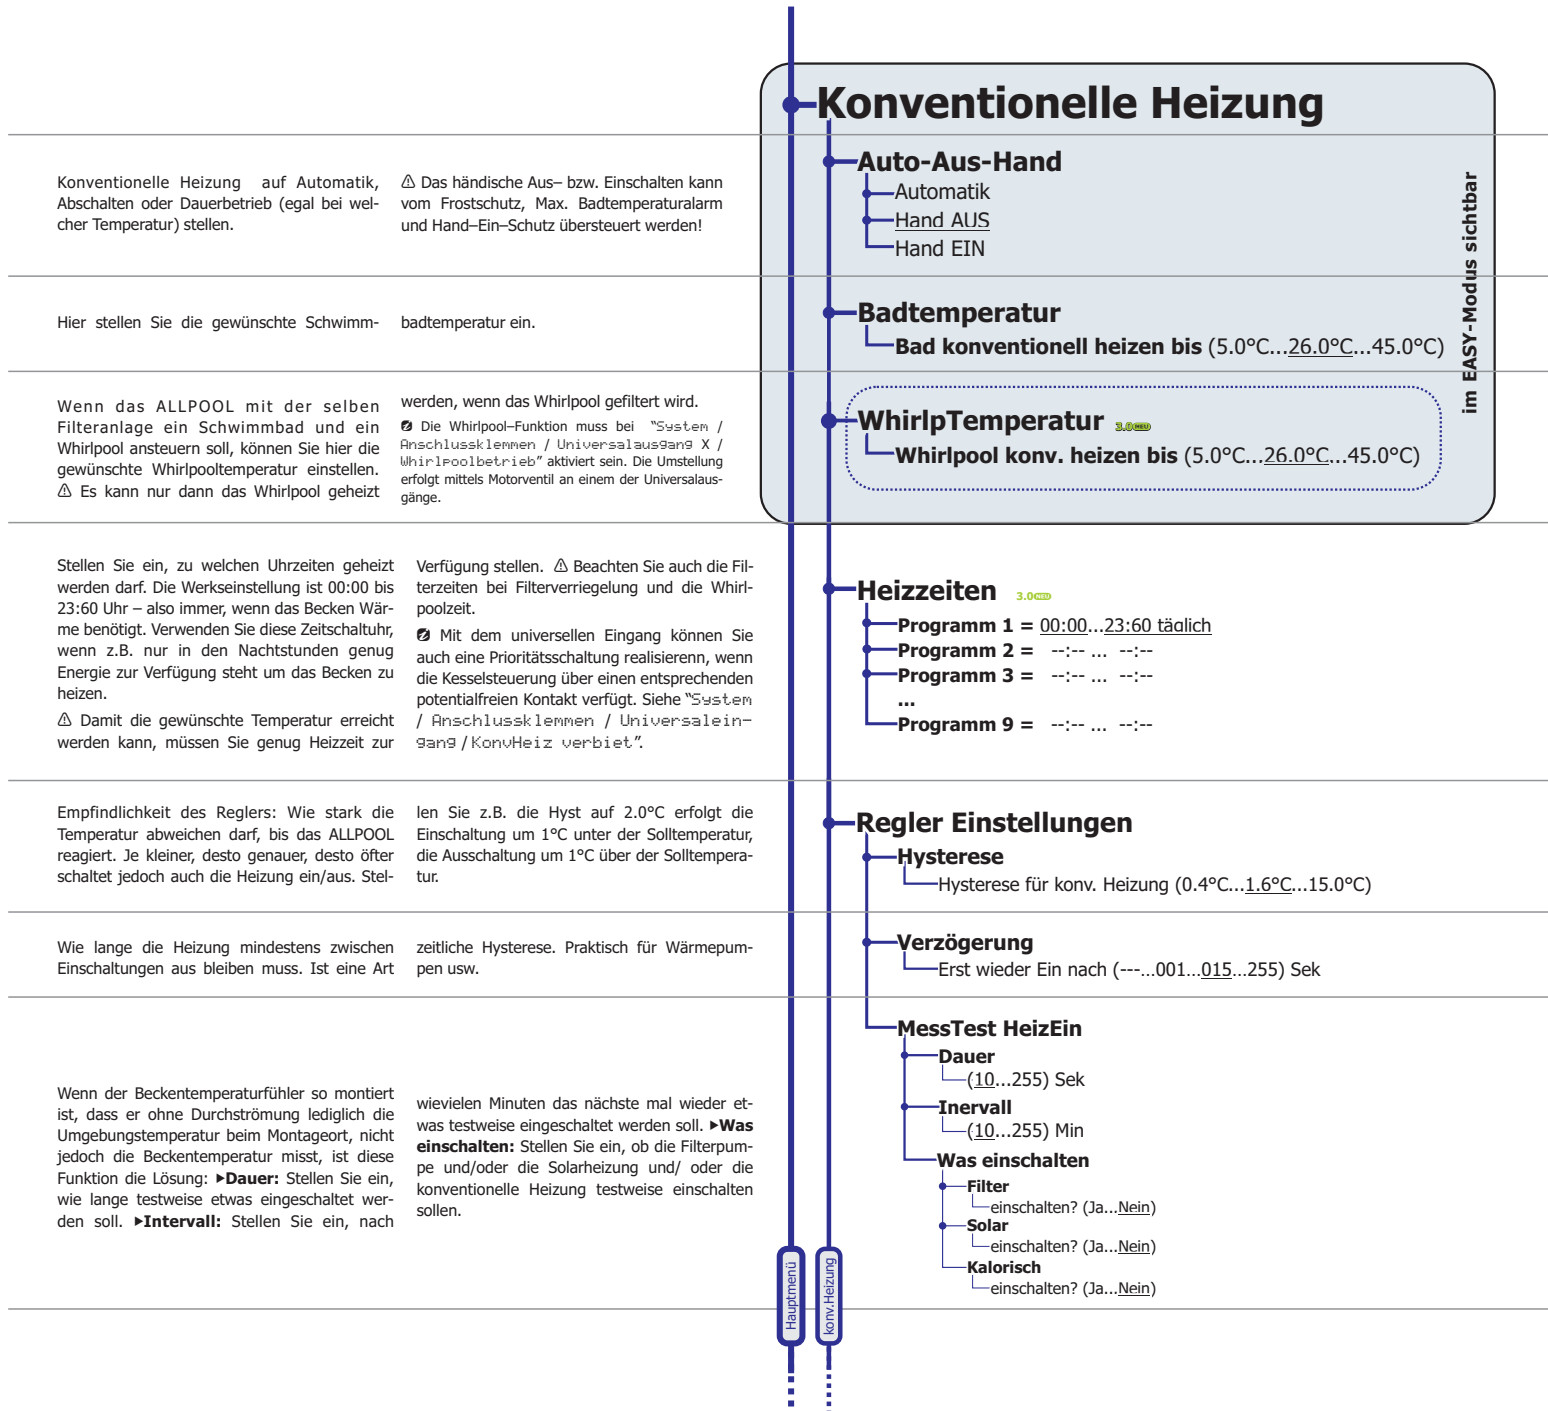 Konventionelle Heizung
Konventionelle Heizung auf Automatik,
Abschalten oder Dauerbetrieb (egal bei wel-
cher Temperatur) stellen.
⚠ Das händische Aus– bzw. Einschalten kann
vom Frostschutz, Max. Badtemperaturalarm
und Hand–Ein–Schutz übersteuert werden!
Auto-Aus-Hand
Automatik
Hand AUS
Hand EIN
im EASY-Modus sichtbar
Hier stellen Sie die gewünschte Schwimm-
badtemperatur ein.
Badtemperatur
Bad konventionell heizen bis (5.0°C...26.0°C...45.0°C)
Wenn das ALLPOOL mit der selben
Filteranlage ein Schwimmbad und ein
Whirlpool ansteuern soll, können Sie hier die
gewünschte Whirlpooltemperatur einstellen.
⚠ Es kann nur dann das Whirlpool geheizt
werden, wenn das Whirlpool gefiltert wird.
Die Whirlpool–Funktion muss bei "System /
Anschlussklemmen / Universalausgang X /
Whirlpoolbetrieb" aktiviert sein. Die Umstellung
erfolgt mittels Motorventil an einem der Universalaus-
gänge.
WhirlpTemperatur 3.0 NEU
Whirlpool konv. heizen bis (5.0°C...26.0°C...45.0°C)
Stellen Sie ein, zu welchen Uhrzeiten geheizt
werden darf. Die Werkseinstellung ist 00:00 bis
23:60 Uhr – also immer, wenn das Becken Wär-
me benötigt. Verwenden Sie diese Zeitschaltuhr,
wenn z.B. nur in den Nachtstunden genug
Energie zur Verfügung steht um das Becken zu
heizen.
⚠ Damit die gewünschte Temperatur erreicht
werden kann, müssen Sie genug Heizzeit zur
Verfügung stellen. ⚠ Beachten Sie auch die Fil-
terzeiten bei Filterverriegelung und die Whirl-
poolzeit.
Mit dem universellen Eingang können Sie
auch eine Prioritätsschaltung realisierenn, wenn
die Kesselsteuerung über einen entsprechenden
potentialfreien Kontakt verfügt. Siehe "System
/ Anschlussklemmen / Universalein-
gang / KonvHeiz verbiet".
Heizzeiten 3.0 NEU
Programm 1 = 00:00...23:60 täglich
Programm 2 = --:-- ... --:--
Programm 3 = --:-- ... --:--
...
Programm 9 = --:-- ... --:--
Empfindlichkeit des Reglers: Wie stark die
Temperatur abweichen darf, bis das ALLPOOL
reagiert. Je kleiner, desto genauer, desto öfter
schaltet jedoch auch die Heizung ein/aus. Stel-
len Sie z.B. die Hyst auf 2.0°C erfolgt die
Einschaltung um 1°C unter der Solltemperatur,
die Ausschaltung um 1°C über der Solltempera-
tur.
Regler Einstellungen
Hysterese
Hysterese für konv. Heizung (0.4°C...1.6°C...15.0°C)
Wie lange die Heizung mindestens zwischen
Einschaltungen aus bleiben muss. Ist eine Art
zeitliche Hysterese. Praktisch für Wärmepum-
pen usw.
Verzögerung
Erst wieder Ein nach (---...001...015...255) Sek
Wenn der Beckentemperaturfühler so montiert
ist, dass er ohne Durchströmung lediglich die
Umgebungstemperatur beim Montageort, nicht
jedoch die Beckentemperatur misst, ist diese
Funktion die Lösung: ▶Dauer: Stellen Sie ein,
wie lange testweise etwas eingeschaltet wer-
den soll. ▶Intervall: Stellen Sie ein, nach
wievielen Minuten das nächste mal wieder et-
was testweise eingeschaltet werden soll. ▶Was
einschalten: Stellen Sie ein, ob die Filterpum-
pe und/oder die Solarheizung und/ oder die
konventionelle Heizung testweise einschalten
sollen.
MessTest HeizEin
Dauer
(10...255) Sek
Inervall
(10...255) Min
Was einschalten
Filter
einschalten? (Ja...Nein)
Solar
einschalten? (Ja...Nein)
Kalorisch
einschalten? (Ja...Nein)
Hauptmenü
konv.Heizung